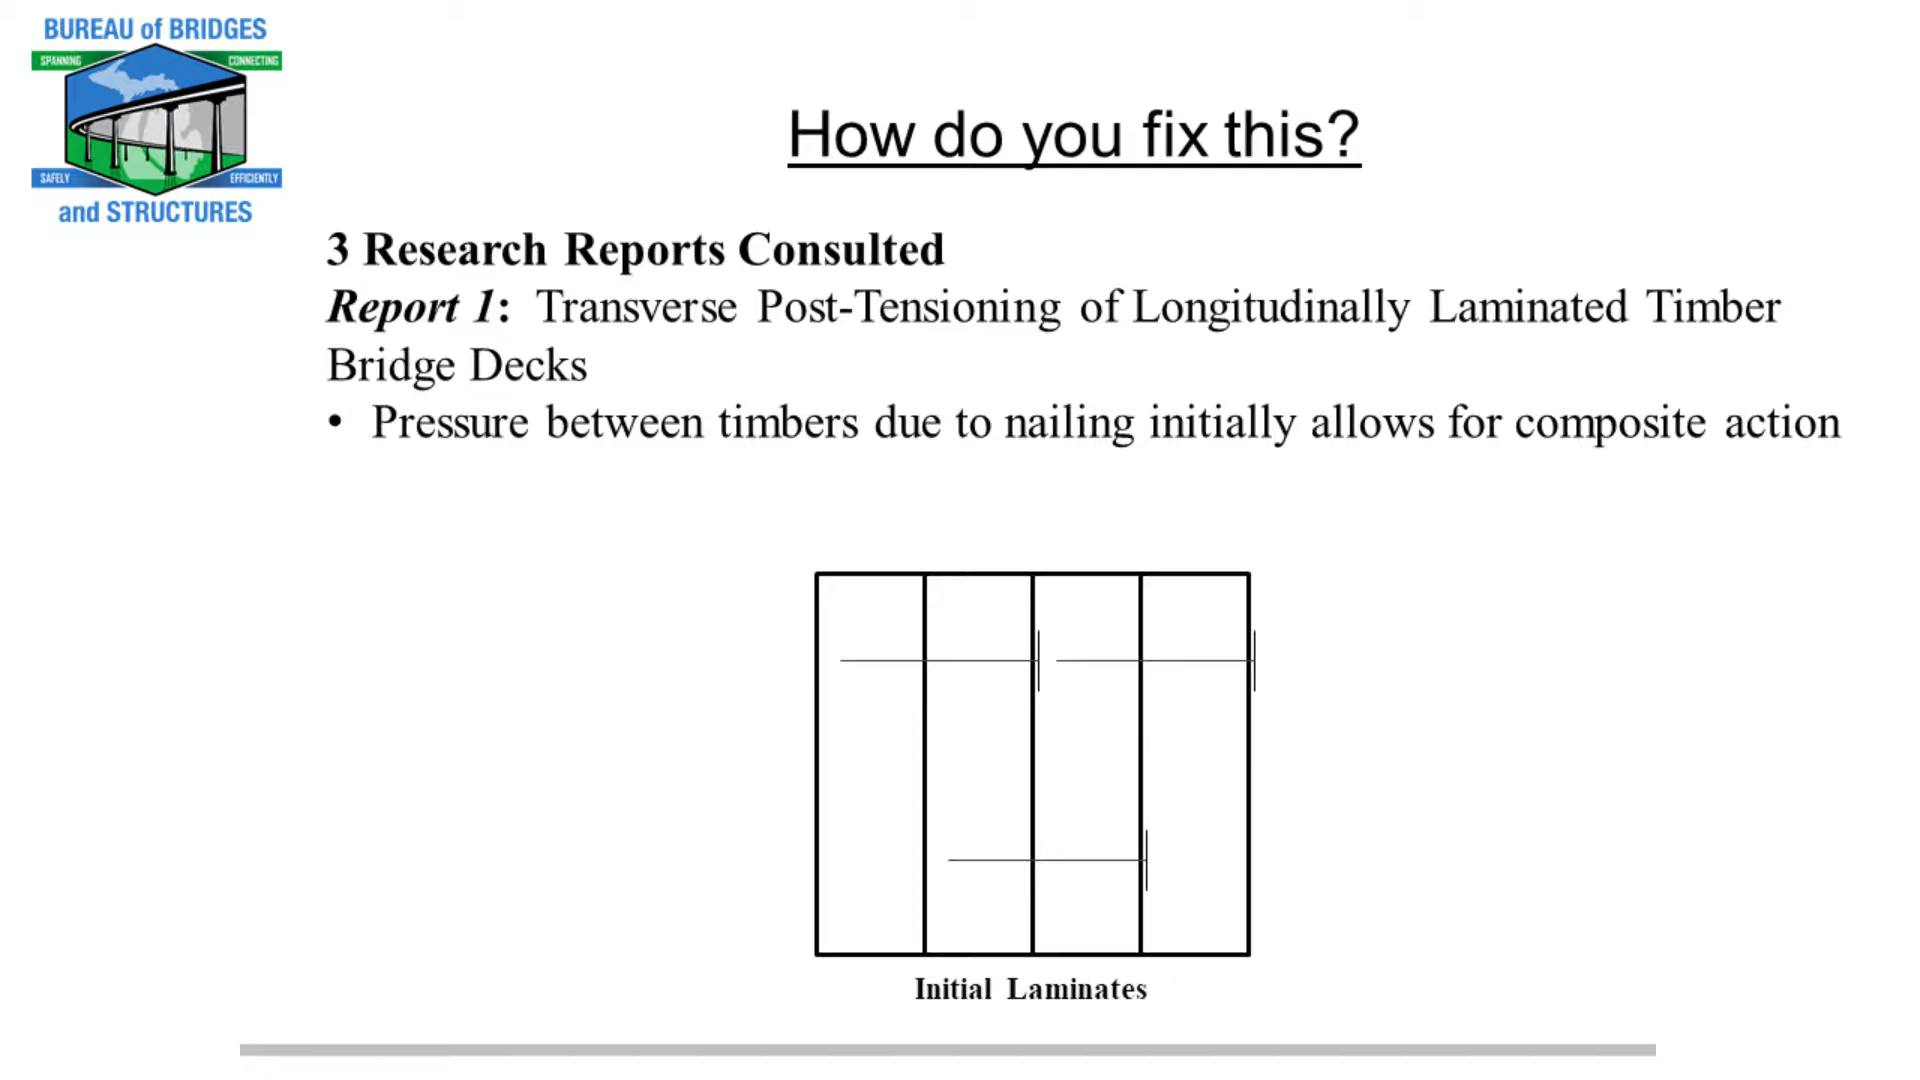 BUREAU of BRIDGES
SPANNING CONNECTING
SAFELY EFFICIENTLY
and STRUCTURES
How do you fix this?
3 Research Reports Consulted
Report 1: Transverse Post-Tensioning of Longitudinally Laminated Timber
Bridge Decks
• Pressure between timbers due to nailing initially allows for composite action
Initial Laminates